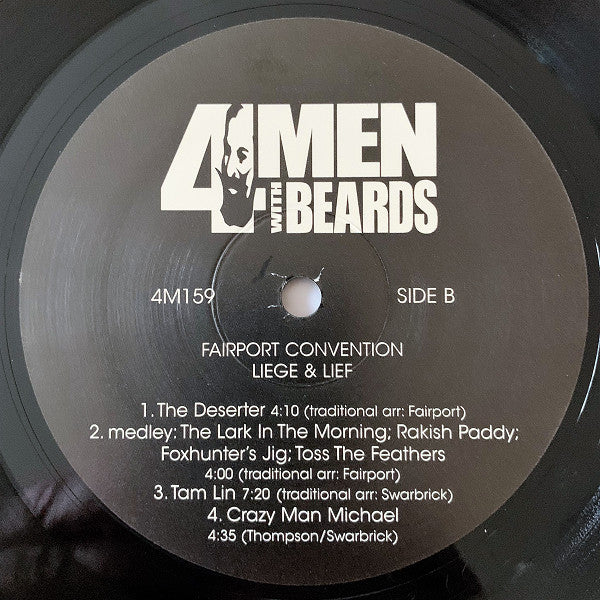 4 MEN
WITH BEARDS
4M159
SIDE B
FAIRPORT CONVENTION
LIEGE & LIEF
1. The Deserter 4:10 (traditional arr: Fairport)
2. medley: The Lark In The Morning; Rakish Paddy;
Foxhunter's Jig; Toss The Feathers
4:00 (traditional arr: Fairport)
3. Tam Lin 7:20 (traditional arr: Swarbrick)
4. Crazy Man Michael
4:35 (Thompson/Swarbrick)